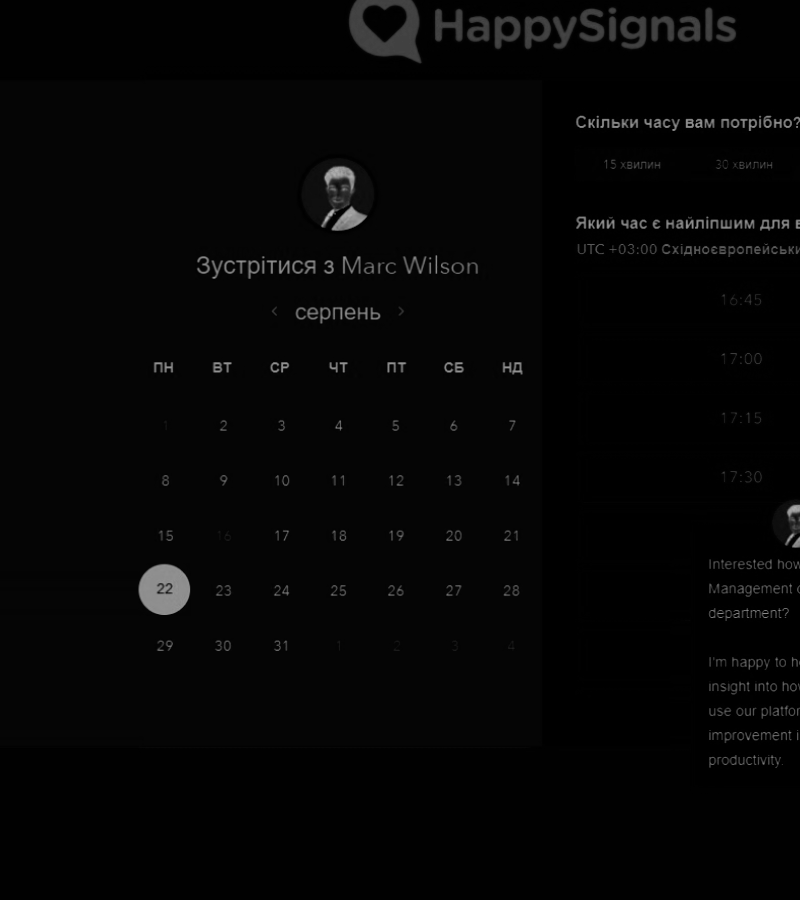 HappySignals
Зустрітися з Marc Wilson
серпень
ПН ВТ СР ЧТ ПТ СБ НД
1 2 3 4 5 6 7
8 9 10 11 12 13 14
15 16 17 18 19 20 21
22 23 24 25 26 27 28
29 30 31 1 2 3 4
Скільки часу вам потрібно?
15 хвилин 30 хвилин
Який час є найліпшим для в
UTC +03:00 Східноєвропейськи
16:45
17:00
17:15
17:30
Interested how
Management
department?
I'm happy to he
insight into how
use our platfor
improvement i
productivity.